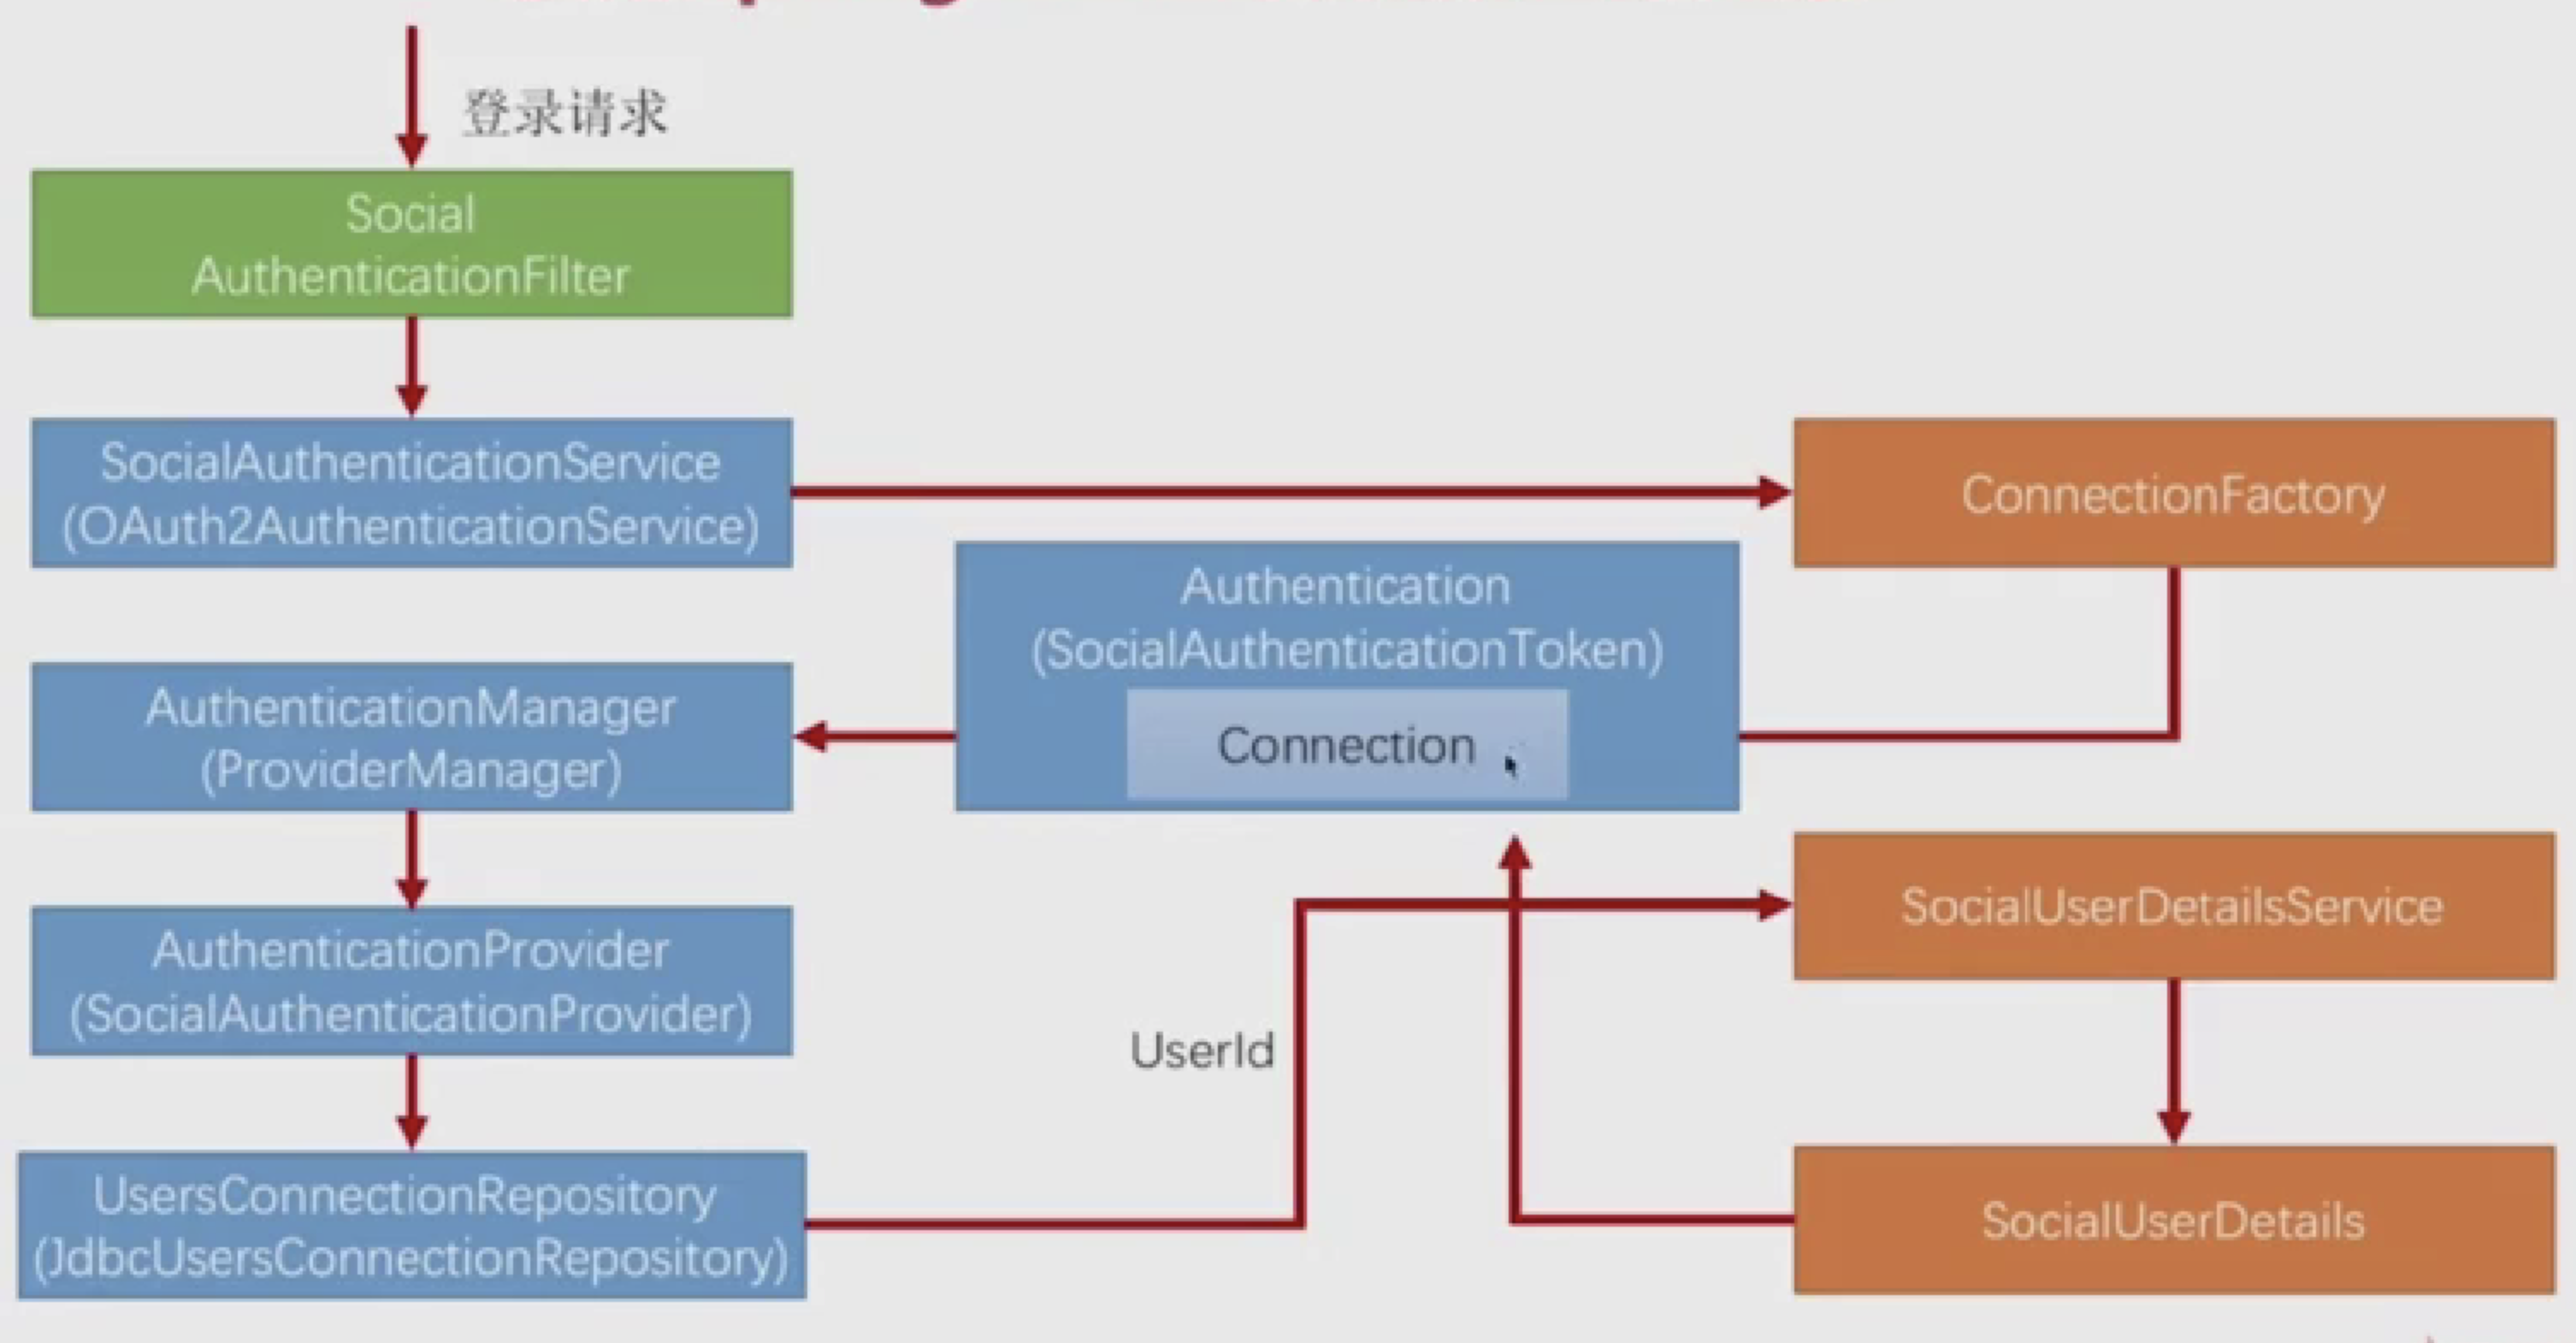 登录请求
Social
AuthenticationFilter
SocialAuthenticationService
(OAuth2AuthenticationService)
ConnectionFactory
Authentication
(SocialAuthenticationToken)
Connection
AuthenticationManager
(ProviderManager)
AuthenticationProvider
(SocialAuthenticationProvider)
SocialUserDetailsService
UserId
UsersConnectionRepository
(JdbcUsersConnectionRepository)
SocialUserDetails